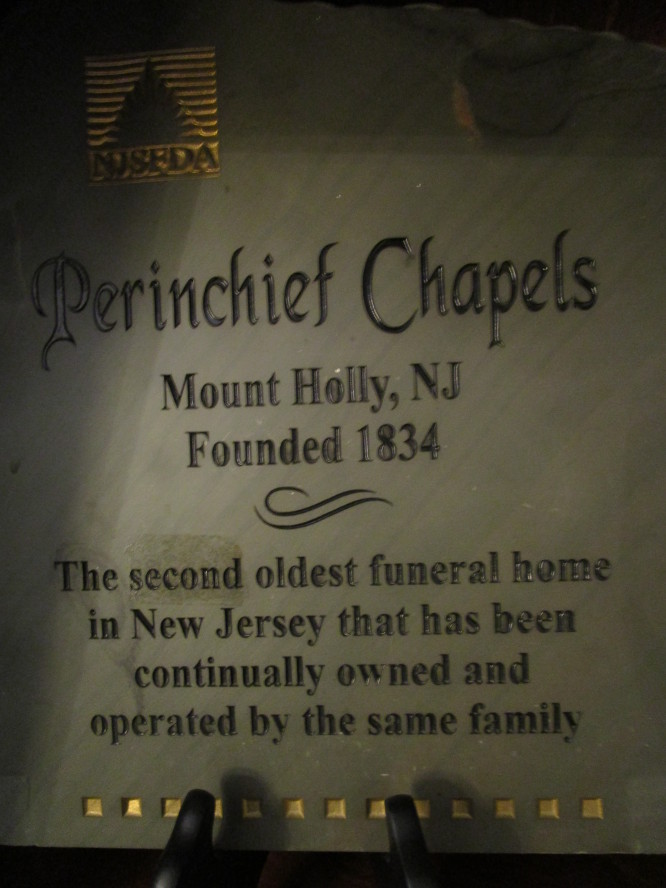 NJSFDA
Perinchief Chapels
Mount Holly, NJ
Founded 1834
The second oldest funeral home
in New Jersey that has been
continually owned and
operated by the same family